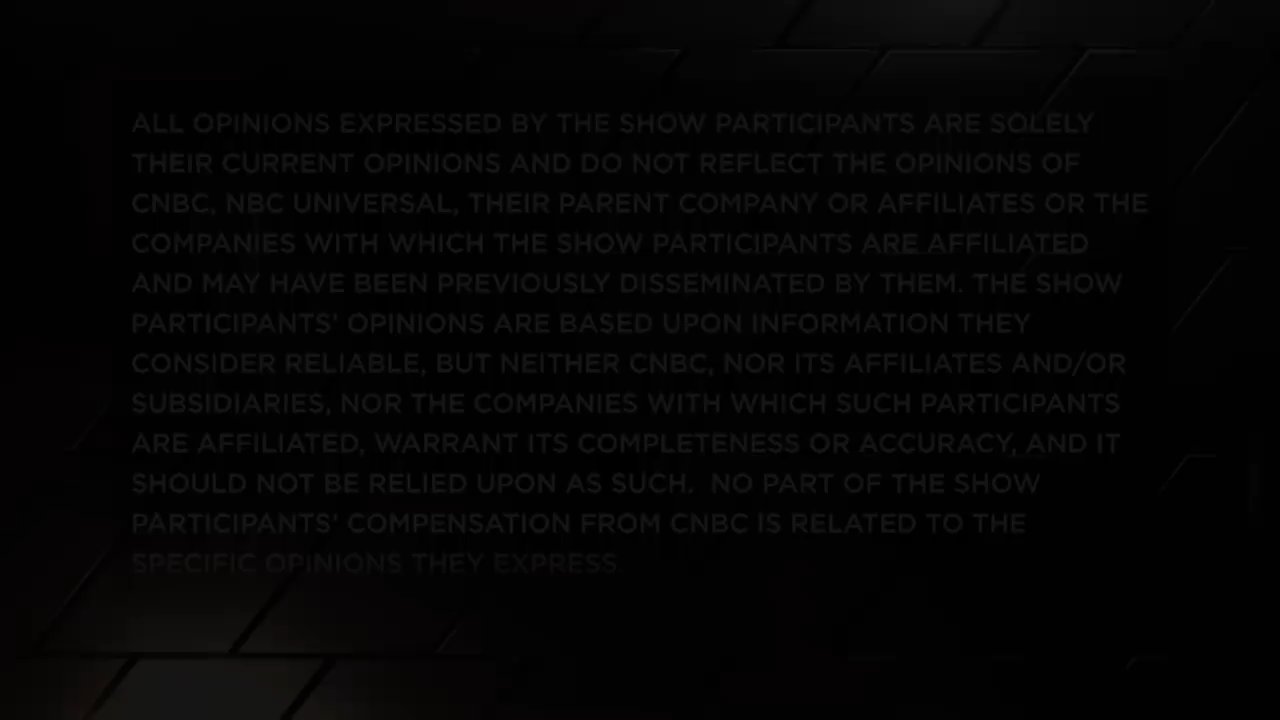 ALL OPINIONS EXPRESSED BY THE SHOW PARTICIPANTS ARE SOLELY
THEIR CURRENT OPINIONS AND DO NOT REFLECT THE OPINIONS OF
CNBC, NBC UNIVERSAL, THEIR PARENT COMPANY OR AFFILIATES OR THE
COMPANIES WITH WHICH THE SHOW PARTICIPANTS ARE AFFILIATED
AND MAY HAVE BEEN PREVIOUSLY DISSEMINATED BY THEM. THE SHOW
PARTICIPANTS' OPINIONS ARE BASED UPON INFORMATION THEY
CONSIDER RELIABLE, BUT NEITHER CNBC, NOR ITS AFFILIATES AND/OR
SUBSIDIARIES, NOR THE COMPANIES WITH WHICH SUCH PARTICIPANTS
ARE AFFILIATED, WARRANT ITS COMPLETENESS OR ACCURACY, AND IT
SHOULD NOT BE RELIED UPON AS SUCH.  NO PART OF THE SHOW
PARTICIPANTS' COMPENSATION FROM CNBC IS RELATED TO THE
SPECIFIC OPINIONS THEY EXPRESS.